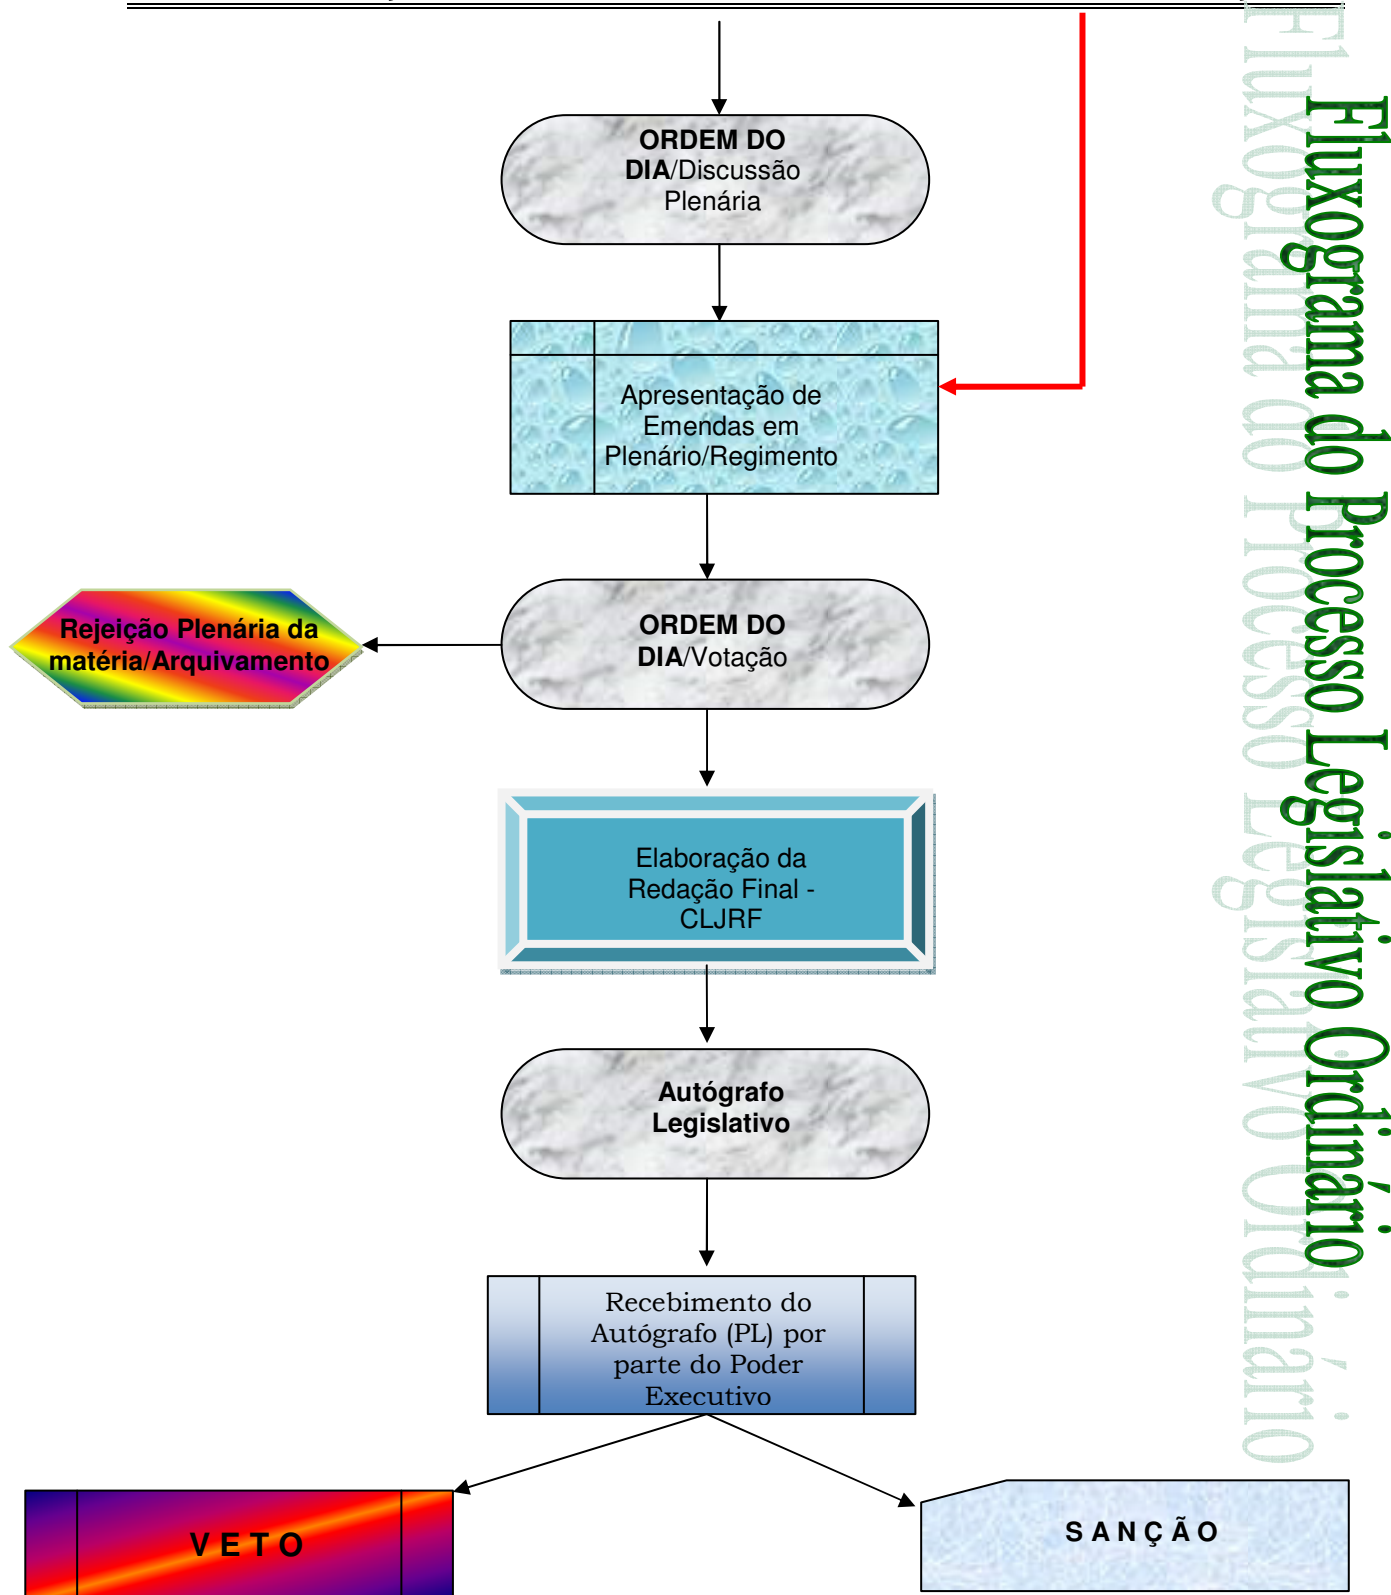 ORDEM DO
DIA/Discussão
Plenária
Apresentação de
Emendas em
Plenário/Regimento
Rejeição Plenária da
matéria/Arquivamento
ORDEM DO
DIA/Votação
Elaboração da
Redação Final -
CLJRF
Autógrafo
Legislativo
Recebimento do
Autógrafo (PL) por
parte do Poder
Executivo
V E T O
S A N Ç Ã O
Fluxograma do Processo Legislativo Ordinário